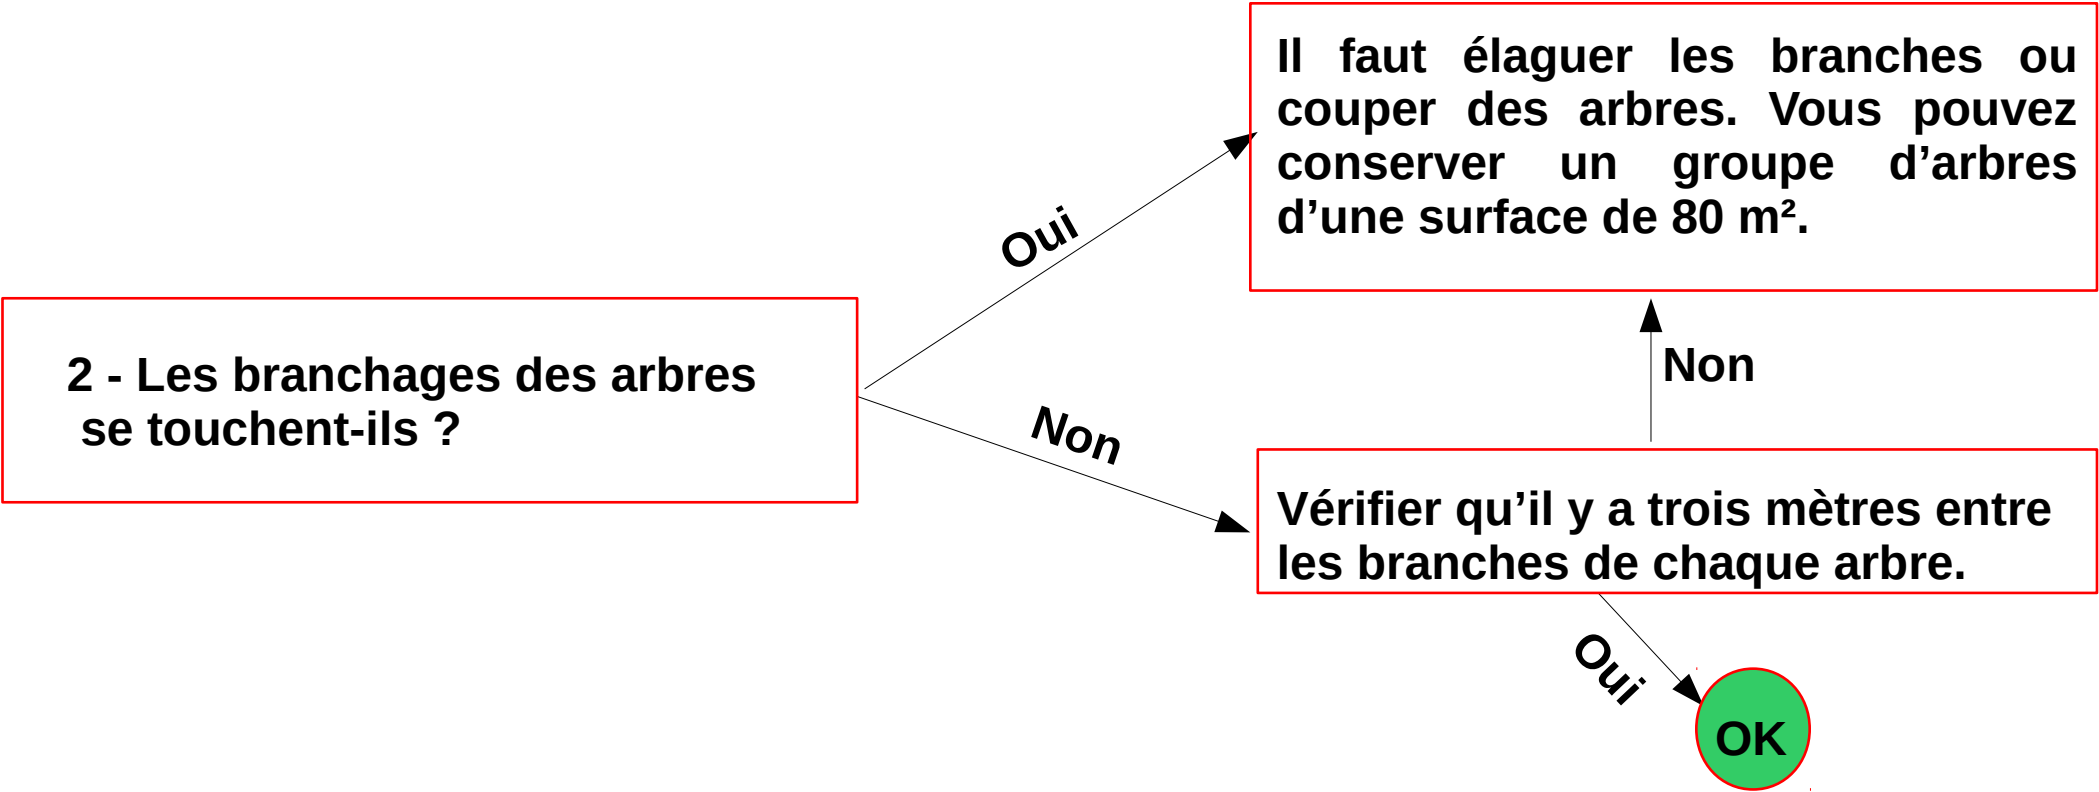 Il faut élaguer les branches ou
couper des arbres. Vous pouvez
conserver un groupe d’arbres
d’une surface de 80 m².
Oui
2 - Les branchages des arbres
se touchent-ils ?
Non
Non
Vérifier qu’il y a trois mètres entre
les branches de chaque arbre.
Oui
OK